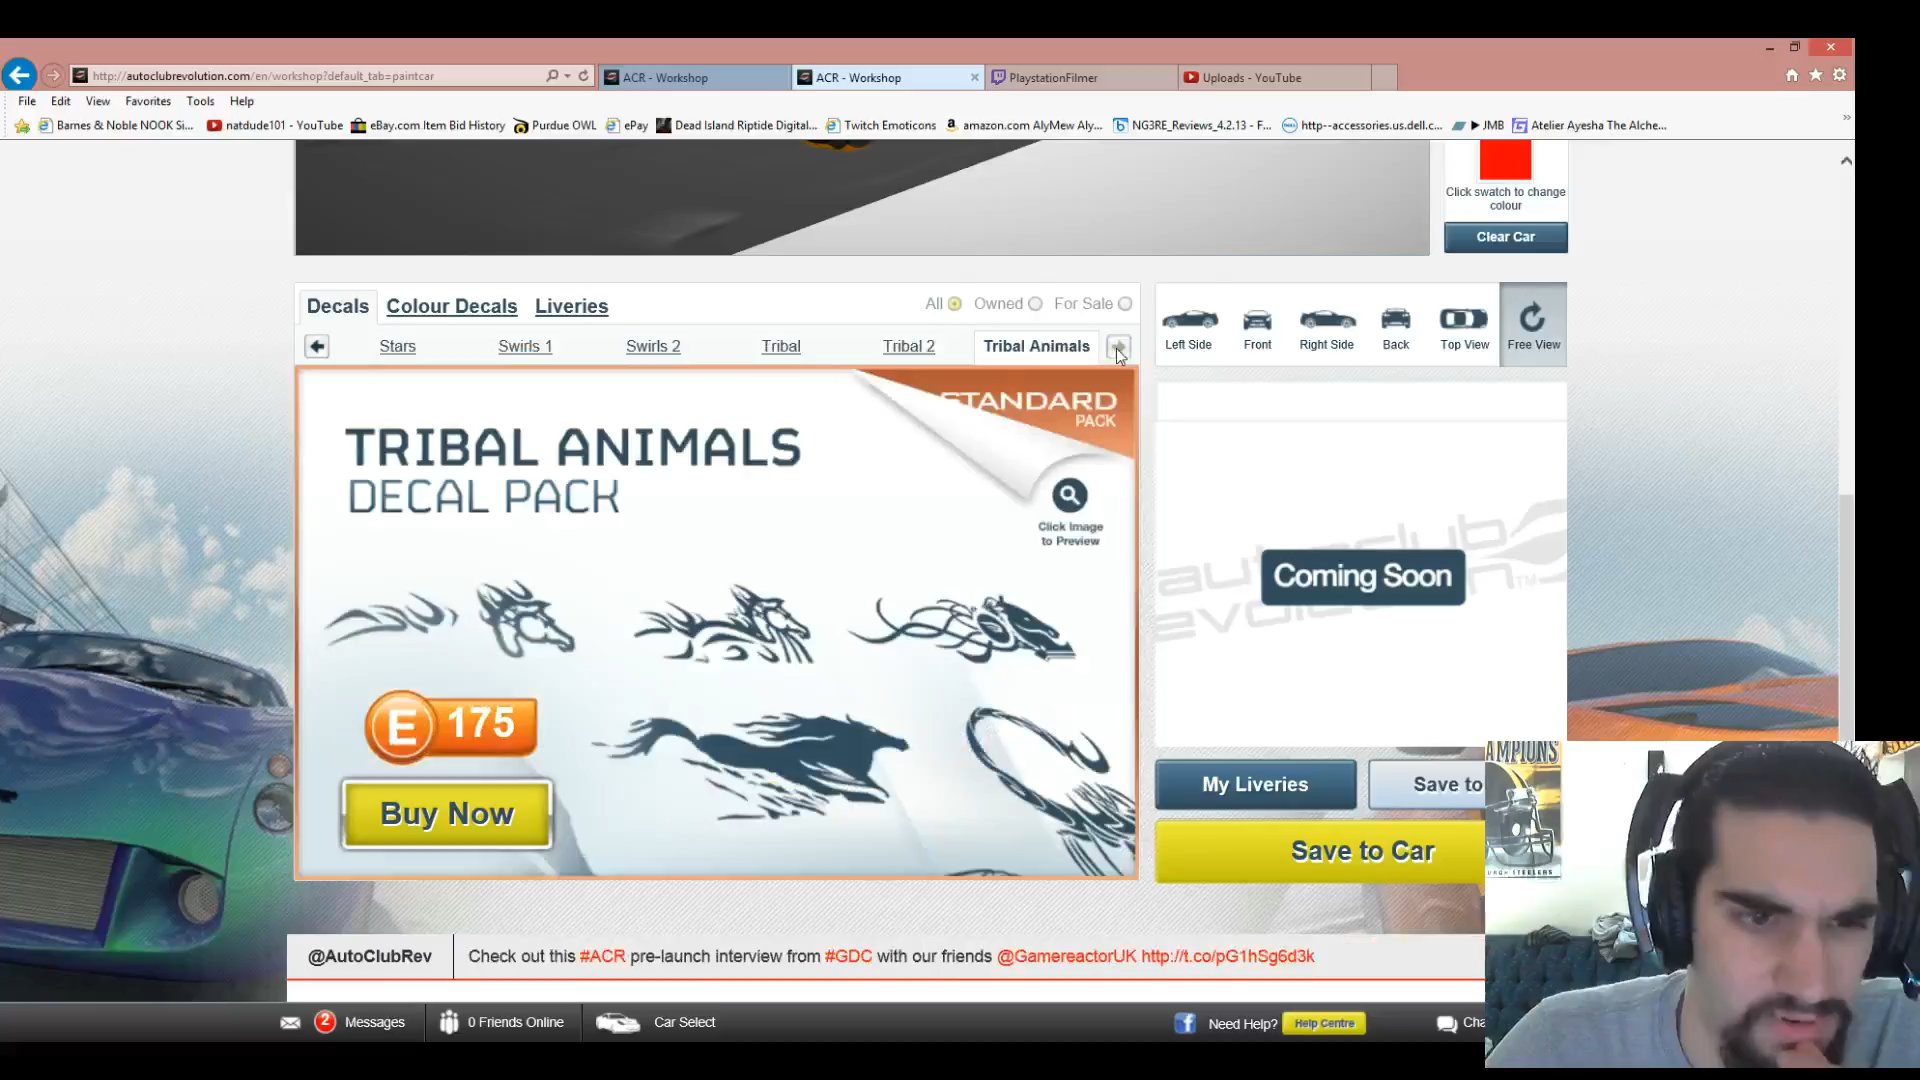 http://autoclubrevolution.com/en/workshop?default_tab=paintcar
ACR - Workshop
ACR - Workshop
PlaystationFilmer
Uploads - YouTube
File Edit View Favorites Tools Help
Barnes & Noble NOOK Si...
natdude101 - YouTube
eBay.com Item Bid History
Purdue OWL
ePay
Dead Island Riptide Digital...
Twitch Emoticons
amazon.com AlyMew Aly...
NG3RE_Reviews_4.2.13 - F...
http--accessories.us.dell.c...
JMB
Atelier Ayesha The Alche...
Click swatch to change
colour
Clear Car
Decals Colour Decals Liveries
All Owned For Sale
Stars Swirls 1 Swirls 2 Tribal Tribal 2 Tribal Animals
Left Side Front Right Side Back Top View Free View
STANDARD
PACK
TRIBAL ANIMALS
DECAL PACK
Click Image
to Preview
Coming Soon
E 175
Buy Now
My Liveries
Save to
Save to Car
AMPIONS
@AutoClubRev
Check out this #ACR pre-launch interview from #GDC with our friends @GamereactorUK http://t.co/pG1hSg6d3k
2 Messages
0 Friends Online
Car Select
Need Help? Help Centre
Cha